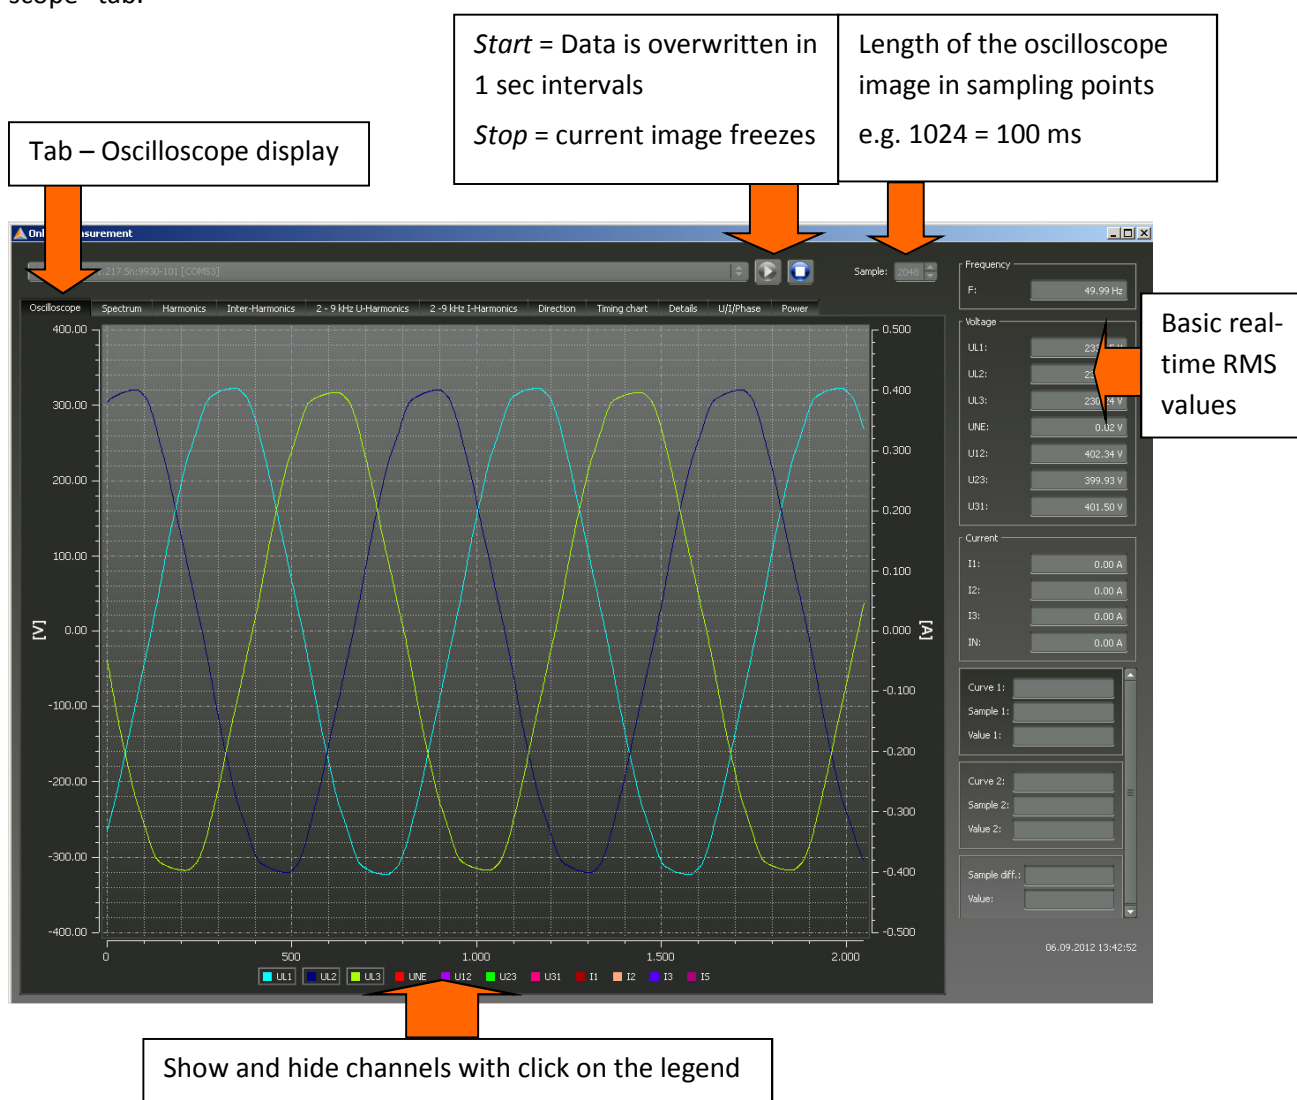 scope" tab.
Start = Data is overwritten in
1 sec intervals
Stop = current image freezes
Length of the oscilloscope
image in sampling points
e.g. 1024 = 100 ms
Tab – Oscilloscope display
.217 Sn:9930-101 [COM53]
Sample: 2048
Oscilloscope Spectrum Harmonics Inter-Harmonics 2 - 9 kHz U-Harmonics 2 -9 kHz I-Harmonics Direction Timing chart Details U/I/Phase Power
Frequency
F: 49.99 Hz
Voltage
UL1:
UL2:
UL3:
UNE: 0.02 V
U12: 402.34 V
U23: 399.93 V
U31: 401.50 V
Basic real-
time RMS
values
Current
I1: 0.00 A
I2: 0.00 A
I3: 0.00 A
IN: 0.00 A
Curve 1:
Sample 1:
Value 1:
Curve 2:
Sample 2:
Value 2:
Sample diff.:
Value:
06.09.2012 13:42:52
400.00
300.00
200.00
100.00
0.00
-100.00
-200.00
-300.00
-400.00
[V]
0.500
0.400
0.300
0.200
0.100
0.000
-0.100
-0.200
-0.300
-0.400
-0.500
[A]
0 500 1.000 1.500 2.000
UL1 UL2 UL3 UNE U12 U23 U31 I1 I2 I3 IS
Show and hide channels with click on the legend